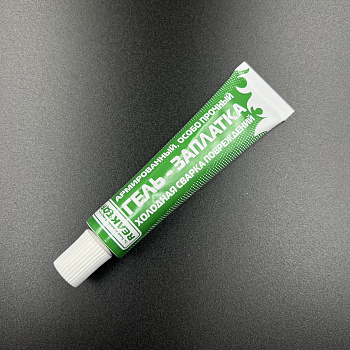 АРМИРОВАННЫЙ, ОСОБО ПРОЧНЫЙ
ГЕЛЬ - ЗАПЛАТКА
ХОЛОДНАЯ СВАРКА ПОВРЕЖДЕНИЙ